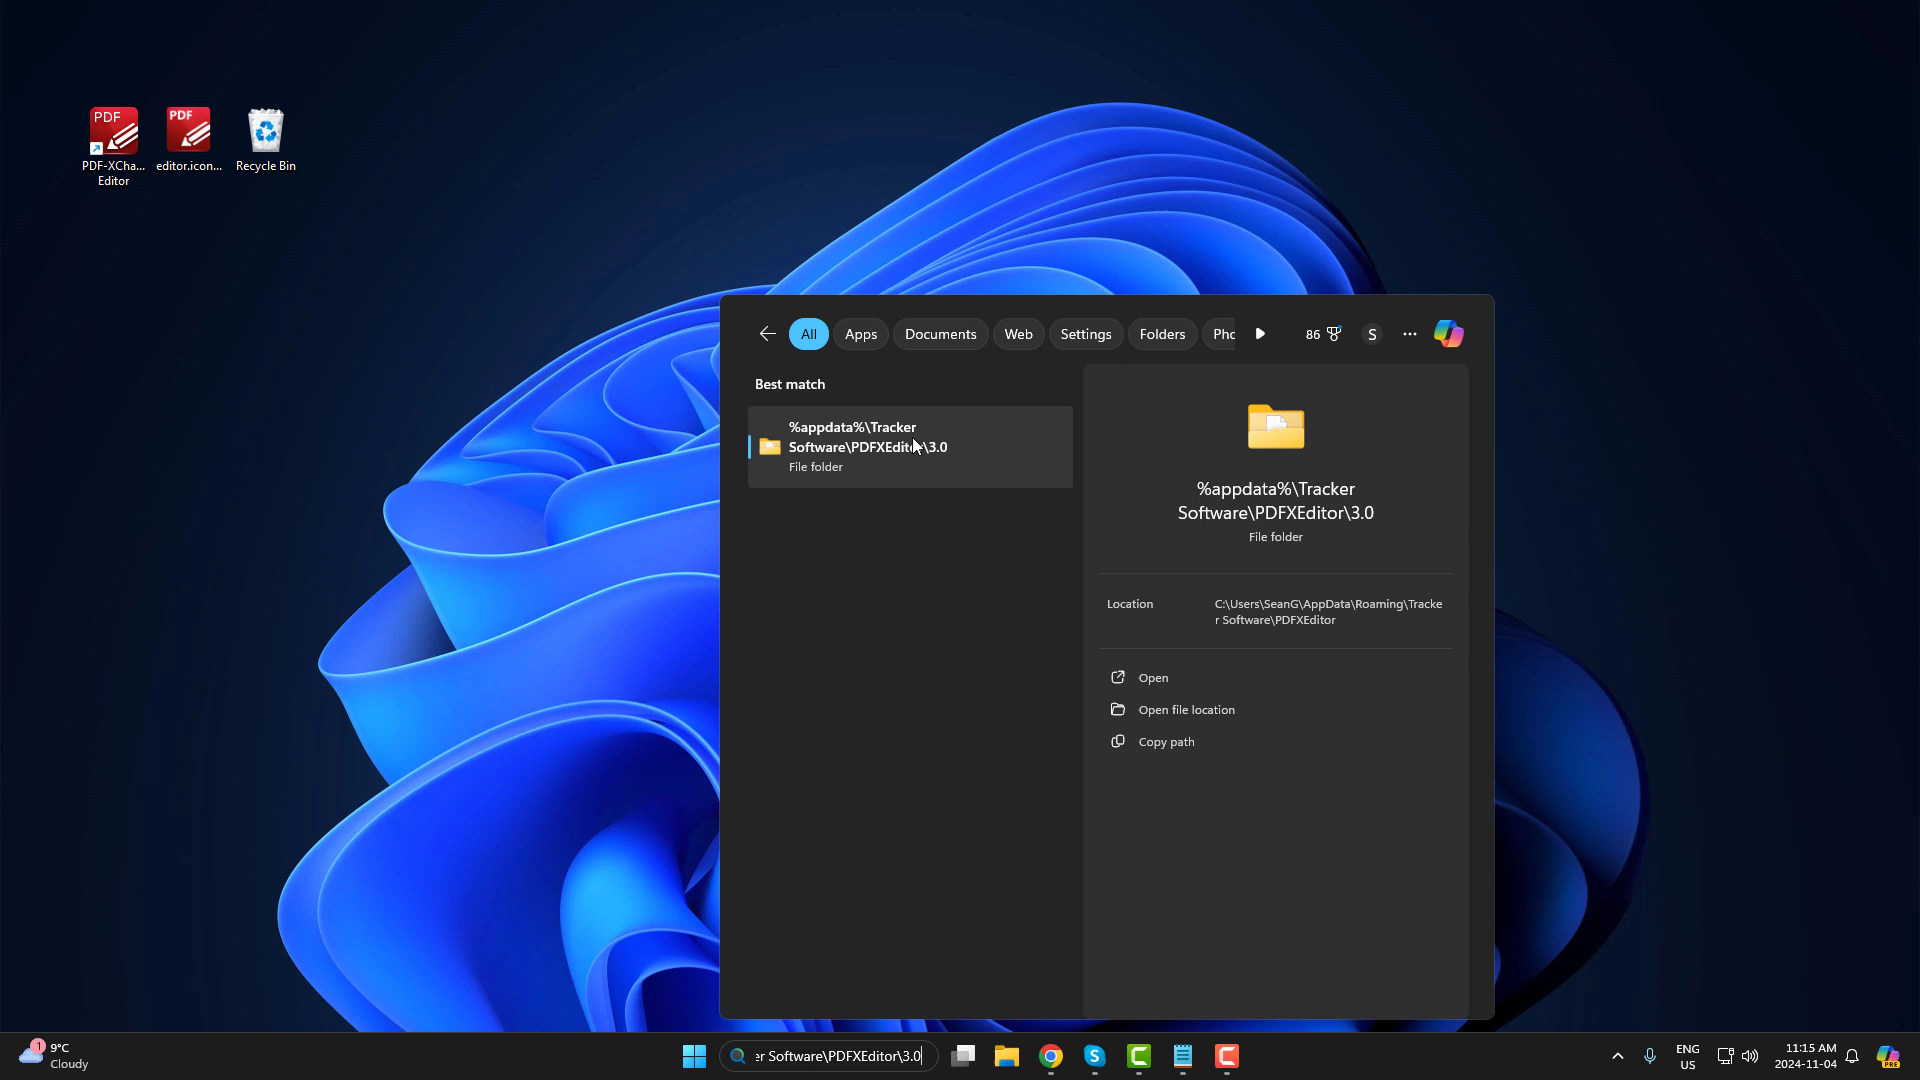 PDF
PDF
PDF-XCha...
Editor
editor.icon...
Recycle Bin
All
Apps
Documents
Web
Settings
Folders
Phc
86
S
Best match
%appdata%\Tracker
Software\PDFXEditor\3.0
File folder
%appdata%\Tracker
Software\PDFXEditor\3.0
File folder
Location
C:\Users\SeanG\AppData\Roaming\Tracke
r Software\PDFXEditor
Open
Open file location
Copy path
1
9°C
Cloudy
er Software\PDFXEditor\3.0
ENG
US
11:15 AM
2024-11-04
PRE